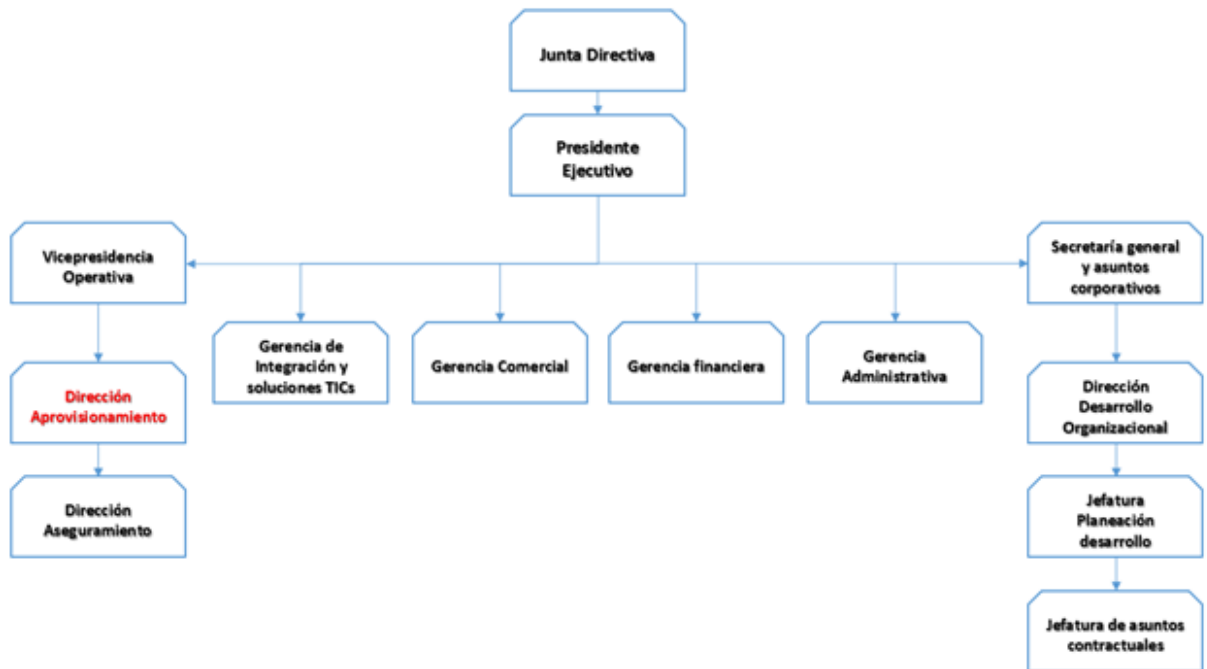 Junta Directiva
Presidente
Ejecutivo
Vicepresidencia
Operativa
Secretaría general
y asuntos
corporativos
Gerencia de
Integración y
soluciones TICs
Gerencia Comercial
Gerencia financiera
Gerencia
Administrativa
Dirección
Aprovisionamiento
Dirección
Desarrollo
Organizacional
Dirección
Aseguramiento
Jefatura
Planeación
desarrollo
Jefatura de asuntos
contractuales